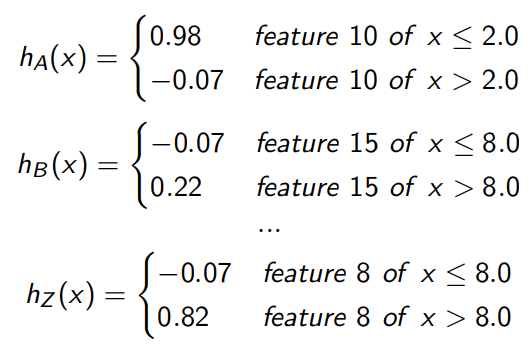 h_A(x) = { 0.98 feature 10 of x ≤ 2.0
−0.07 feature 10 of x > 2.0
h_B(x) = { −0.07 feature 15 of x ≤ 8.0
0.22 feature 15 of x > 8.0
...
h_Z(x) = { −0.07 feature 8 of x ≤ 8.0
0.82 feature 8 of x > 8.0